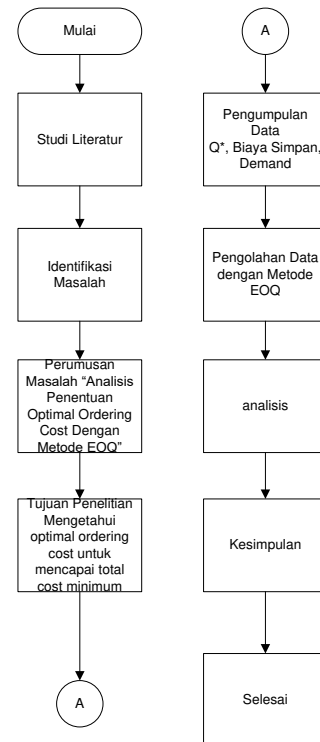 Mulai
Studi Literatur
Identifikasi
Masalah
Perumusan
Masalah “Analisis
Penentuan
Optimal Ordering
Cost Dengan
Metode EOQ”
Tujuan Penelitian
Mengetahui
optimal ordering
cost untuk
mencapai total
cost minimum
A
A
Pengumpulan
Data
Q*, Biaya Simpan,
Demand
Pengolahan Data
dengan Metode
EOQ
analisis
Kesimpulan
Selesai